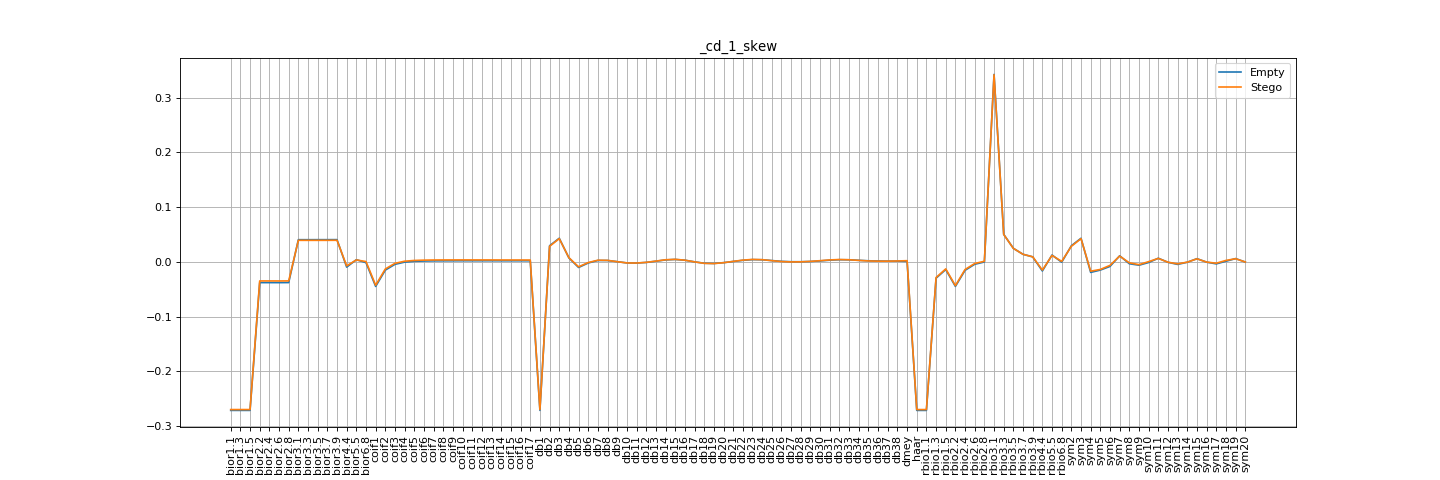 _cd_1_skew
Empty
Stego
0.3
0.2
0.1
0.0
−0.1
−0.2
−0.3
bior1.1
bior1.3
bior1.5
bior2.2
bior2.4
bior2.6
bior2.8
bior3.1
bior3.3
bior3.5
bior3.7
bior3.9
bior4.4
bior5.5
bior6.8
coif1
coif2
coif3
coif4
coif5
coif6
coif7
coif8
coif9
coif10
coif11
coif12
coif13
coif14
coif15
coif16
coif17
db1
db2
db3
db4
db5
db6
db7
db8
db9
db10
db11
db12
db13
db14
db15
db16
db17
db18
db19
db20
db21
db22
db23
db24
db25
db26
db27
db28
db29
db30
db31
db32
db33
db34
db35
db36
db37
db38
dmey
haar
rbio1.1
rbio1.3
rbio1.5
rbio2.2
rbio2.4
rbio2.6
rbio2.8
rbio3.1
rbio3.3
rbio3.5
rbio3.7
rbio3.9
rbio4.4
rbio5.5
rbio6.8
sym2
sym3
sym4
sym5
sym6
sym7
sym8
sym9
sym10
sym11
sym12
sym13
sym14
sym15
sym16
sym17
sym18
sym19
sym20